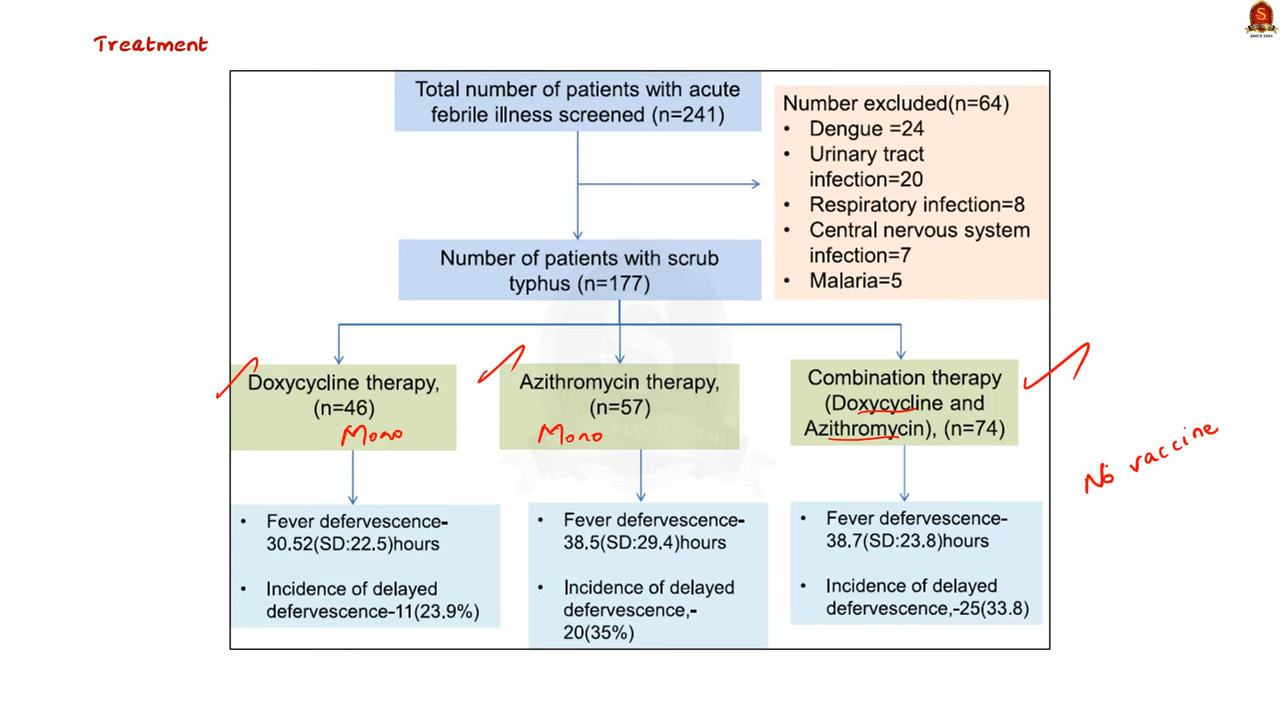 Treatment
Total number of patients with acute
febrile illness screened (n=241)
Number excluded(n=64)
• Dengue =24
• Urinary tract
infection=20
• Respiratory infection=8
• Central nervous system
infection=7
• Malaria=5
Number of patients with scrub
typhus (n=177)
Doxycycline therapy,
(n=46)
Mono
Azithromycin therapy,
(n=57)
Mono
Combination therapy
(Doxycycline and
Azithromycin), (n=74)
No vaccine
• Fever defervescence-
30.52(SD:22.5)hours
• Incidence of delayed
defervescence-11(23.9%)
• Fever defervescence-
38.5(SD:29.4)hours
• Incidence of delayed
defervescence,-
20(35%)
• Fever defervescence-
38.7(SD:23.8)hours
• Incidence of delayed
defervescence,-25(33.8)